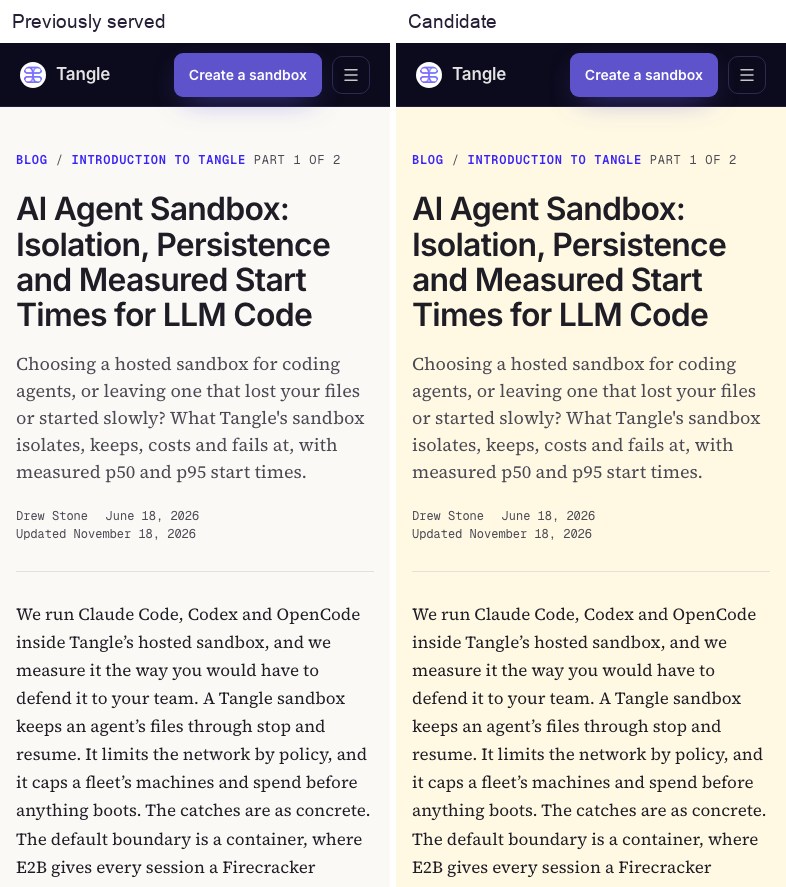 Previously served
Tangle
Create a sandbox
BLOG / INTRODUCTION TO TANGLE PART 1 OF 2
AI Agent Sandbox:
Isolation, Persistence
and Measured Start
Times for LLM Code
Choosing a hosted sandbox for coding
agents, or leaving one that lost your files
or started slowly? What Tangle's sandbox
isolates, keeps, costs and fails at, with
measured p50 and p95 start times.
Drew Stone June 18, 2026
Updated November 18, 2026
We run Claude Code, Codex and OpenCode
inside Tangle’s hosted sandbox, and we
measure it the way you would have to
defend it to your team. A Tangle sandbox
keeps an agent’s files through stop and
resume. It limits the network by policy, and
it caps a fleet’s machines and spend before
anything boots. The catches are as concrete.
The default boundary is a container, where
E2B gives every session a Firecracker
Candidate
Tangle
Create a sandbox
BLOG / INTRODUCTION TO TANGLE PART 1 OF 2
AI Agent Sandbox:
Isolation, Persistence
and Measured Start
Times for LLM Code
Choosing a hosted sandbox for coding
agents, or leaving one that lost your files
or started slowly? What Tangle's sandbox
isolates, keeps, costs and fails at, with
measured p50 and p95 start times.
Drew Stone June 18, 2026
Updated November 18, 2026
We run Claude Code, Codex and OpenCode
inside Tangle’s hosted sandbox, and we
measure it the way you would have to
defend it to your team. A Tangle sandbox
keeps an agent’s files through stop and
resume. It limits the network by policy, and
it caps a fleet’s machines and spend before
anything boots. The catches are as concrete.
The default boundary is a container, where
E2B gives every session a Firecracker